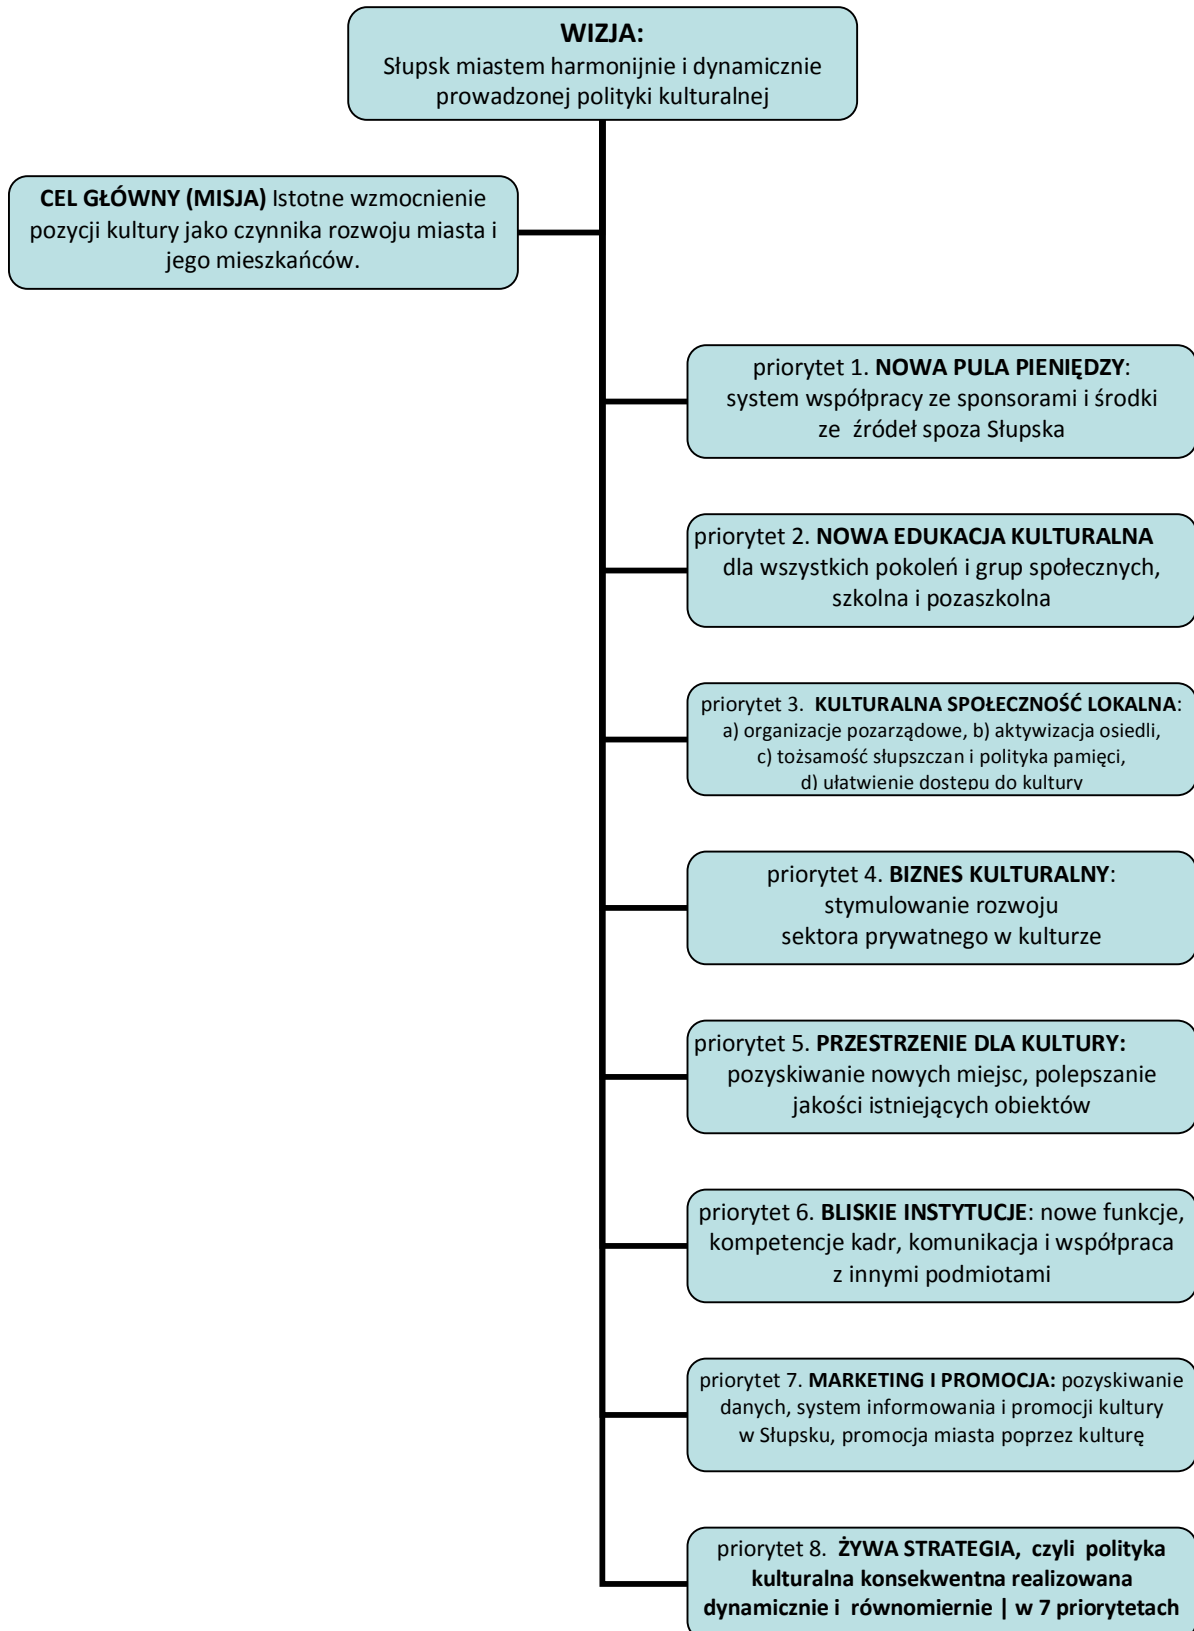 WIZJA:
Słupsk miastem harmonijnie i dynamicznie
prowadzonej polityki kulturalnej
CEL GŁÓWNY (MISJA) Istotne wzmocnienie
pozycji kultury jako czynnika rozwoju miasta i
jego mieszkańców.
priorytet 1. NOWA PULA PIENIĘDZY:
system współpracy ze sponsorami i środki
ze źródeł spoza Słupska
priorytet 2. NOWA EDUKACJA KULTURALNA
dla wszystkich pokoleń i grup społecznych,
szkolna i pozaszkolna
priorytet 3. KULTURALNA SPOŁECZNOŚĆ LOKALNA:
a) organizacje pozarządowe, b) aktywizacja osiedli,
c) tożsamość słupszczan i polityka pamięci,
d) ułatwienie dostępu do kultury
priorytet 4. BIZNES KULTURALNY:
stymulowanie rozwoju
sektora prywatnego w kulturze
priorytet 5. PRZESTRZENIE DLA KULTURY:
pozyskiwanie nowych miejsc, polepszanie
jakości istniejących obiektów
priorytet 6. BLISKIE INSTYTUCJE: nowe funkcje,
kompetencje kadr, komunikacja i współpraca
z innymi podmiotami
priorytet 7. MARKETING I PROMOCJA: pozyskiwanie
danych, system informowania i promocji kultury
w Słupsku, promocja miasta poprzez kulturę
priorytet 8. ŻYWA STRATEGIA, czyli polityka
kulturalna konsekwentna realizowana
dynamicznie i równomiernie | w 7 priorytetach